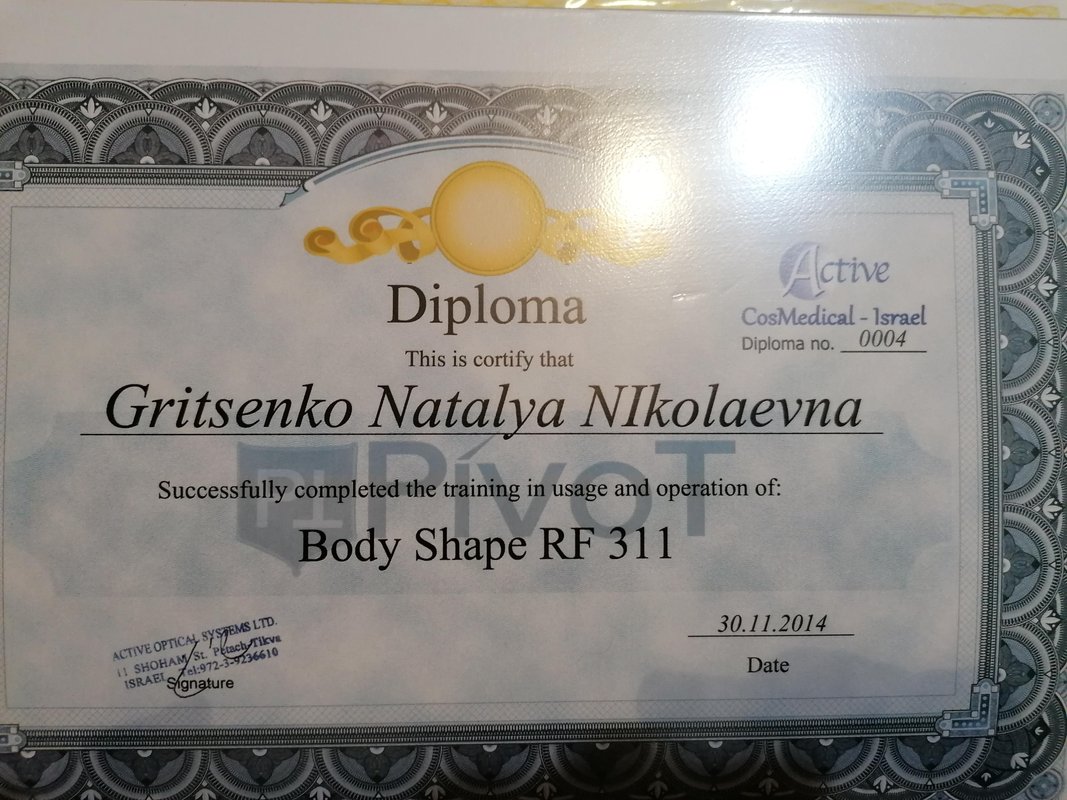 Active
CosMedical - Israel
Diploma no. 0004
Diploma
This is cortify that
Gritsenko Natalya NIkolaevna
PI PívoT
Successfully completed the training in usage and operation of:
Body Shape RF 311
ACTIVE OPTICAL SYSTEMS LTD.
11 SHOHAM St. Petach-Tikva
ISRAEL Tel:972-3-9236610
Signature
30.11.2014
Date